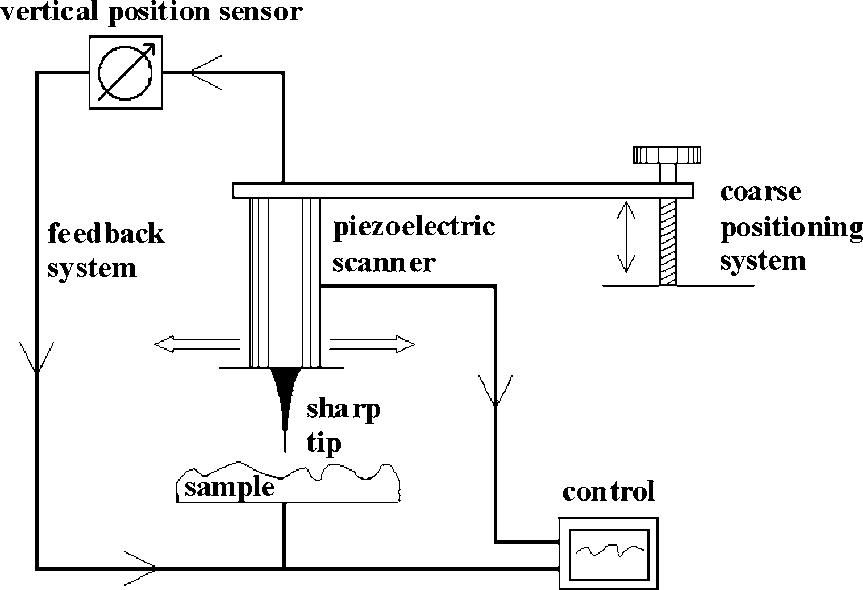 vertical position sensor
feedback
system
piezoelectric
scanner
coarse
positioning
system
sharp
tip
sample
control